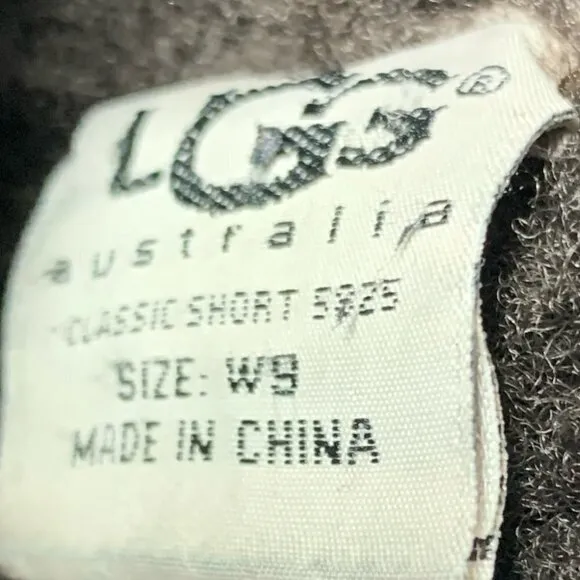 UGG®
australia
CLASSIC SHORT 5825
SIZE: W9
MADE IN CHINA